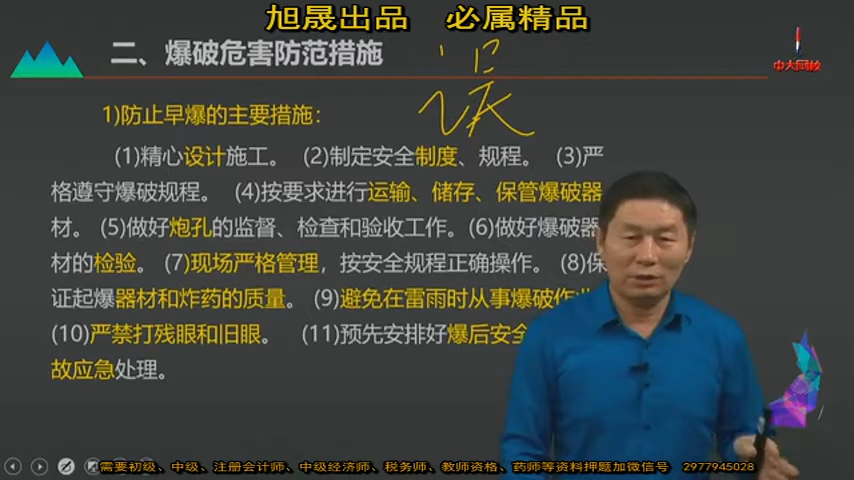 旭晟出品 必属精品
二、爆破危害防范措施
误
中大网校
1)防止早爆的主要措施：
(1)精心设计施工。 (2)制定安全制度、规程。 (3)严
格遵守爆破规程。 (4)按要求进行运输、储存、保管爆破器
材。 (5)做好炮孔的监督、检查和验收工作。(6)做好爆破器
材的检验。 (7)现场严格管理，按安全规程正确操作。 (8)保
证起爆器材和炸药的质量。 (9)避免在雷雨时从事爆破作业
(10)严禁打残眼和旧眼。 (11)预先安排好爆后安全
故应急处理。
需要初级、中级、注册会计师、中级经济师、税务师、教师资格、药师等资料押题加微信号 2977945028